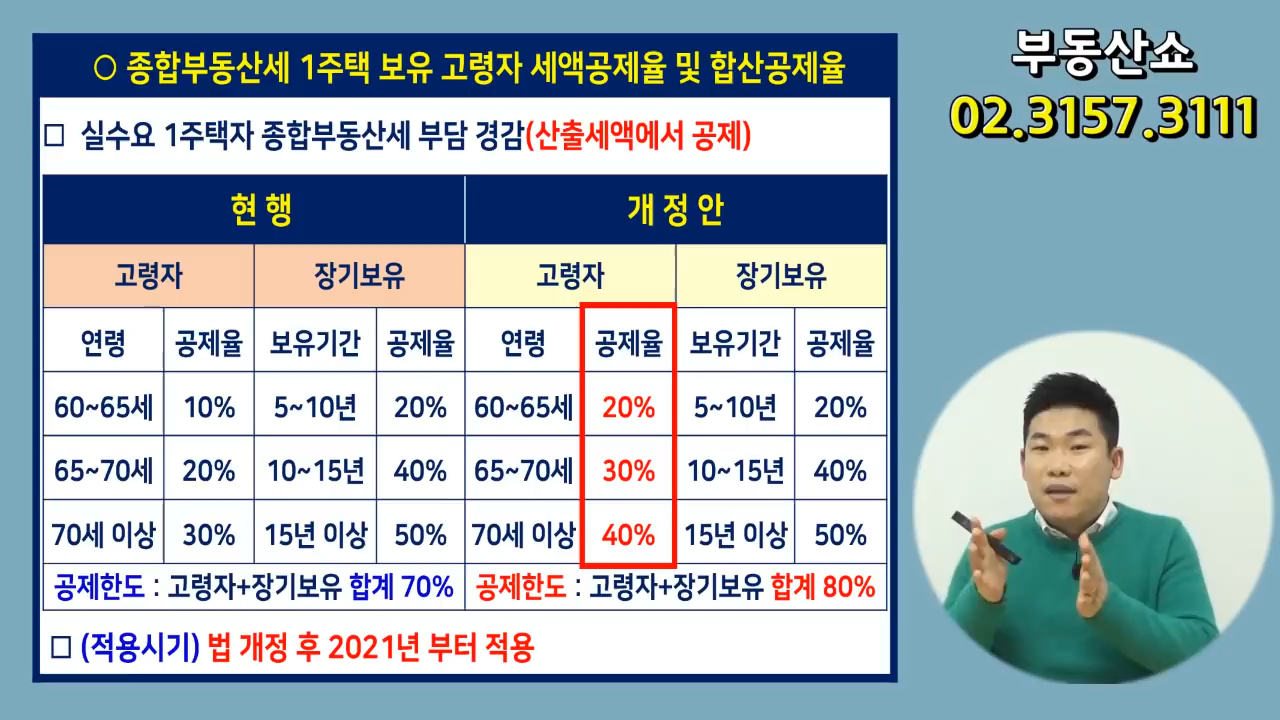 ○ 종합부동산세 1주택 보유 고령자 세액공제율 및 합산공제율
부동산쇼
02.3157.3111
□ 실수요 1주택자 종합부동산세 부담 경감(산출세액에서 공제)
현 행 개 정 안
고령자 장기보유 고령자 장기보유
연령 공제율 보유기간 공제율 연령 공제율 보유기간 공제율
60~65세 10% 5~10년 20% 60~65세 20% 5~10년 20%
65~70세 20% 10~15년 40% 65~70세 30% 10~15년 40%
70세 이상 30% 15년 이상 50% 70세 이상 40% 15년 이상 50%
공제한도 : 고령자+장기보유 합계 70% 공제한도 : 고령자+장기보유 합계 80%
□ (적용시기) 법 개정 후 2021년 부터 적용